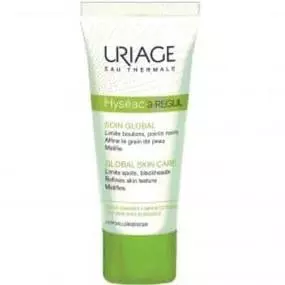 URIAGE
EAU THERMALE
Hyséac 3-REGUL
SOIN GLOBAL
Limite boutons, points noirs
Affine le grain de peau
Matifie
GLOBAL SKIN CARE
Limits spots, blackheads
Refines skin texture
Matifies